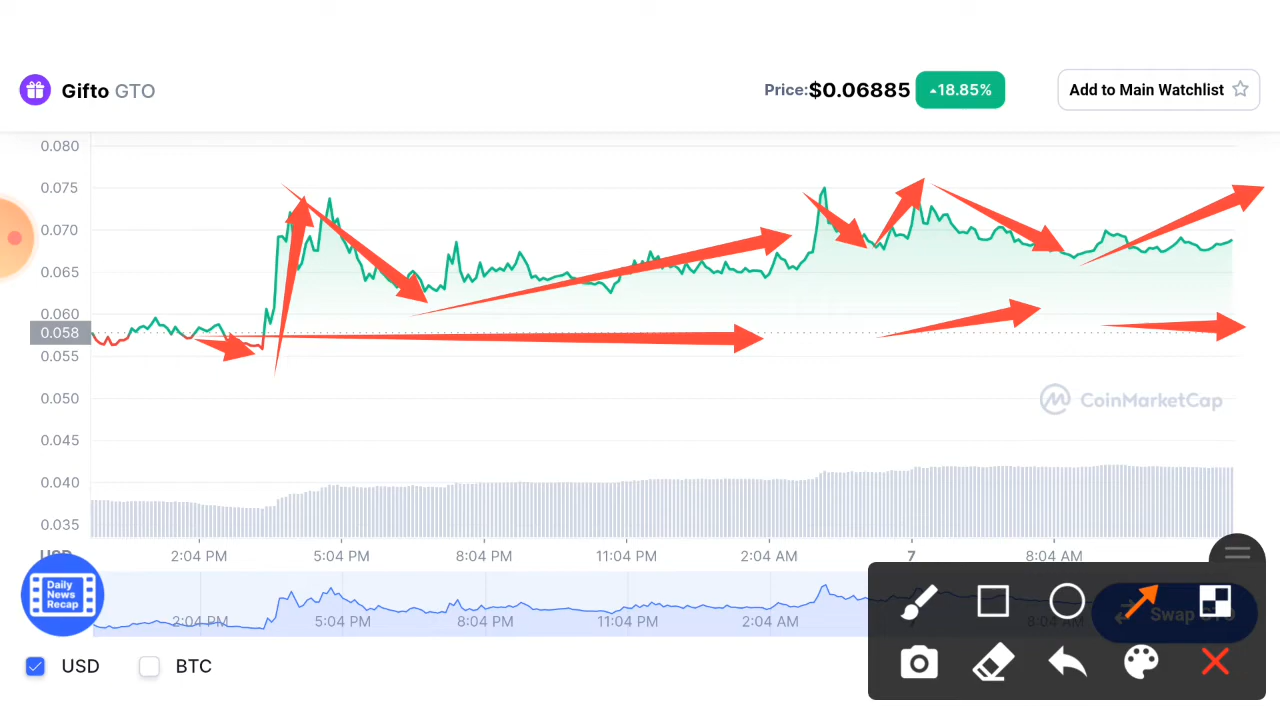 Gifto GTO Price:$0.06885 18.85% Add to Main Watchlist
0.080
0.075
0.070
0.065
0.060
0.058
0.055
0.050
CoinMarketCap
0.045
0.040
0.035
USD 2:04 PM 5:04 PM 8:04 PM 11:04 PM 2:04 AM 7 8:04 AM
Daily
News
Recap
2:04 PM 5:04 PM 8:04 PM 11:04 PM 2:04 AM 7 8:04 AM
Swap GTO
USD BTC